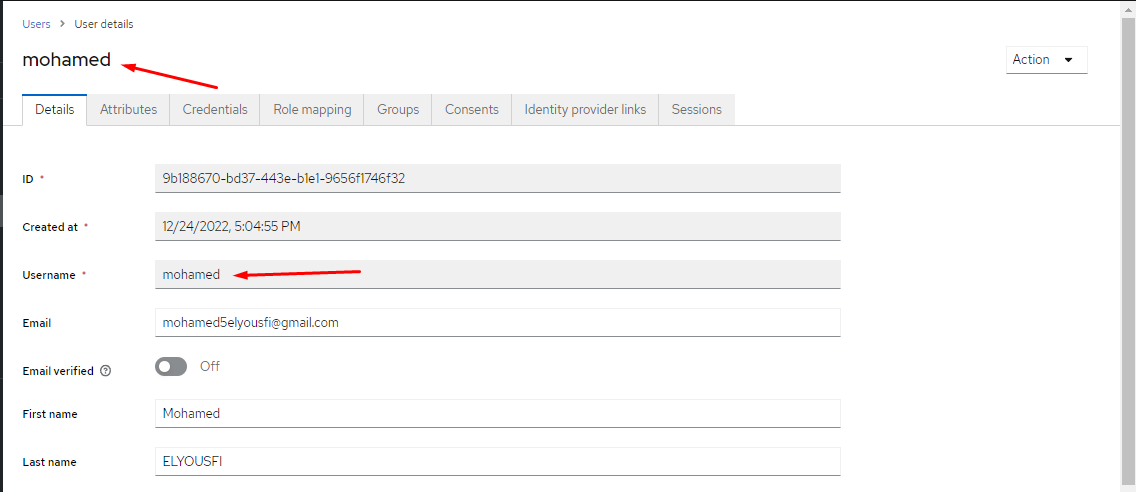 Users > User details
mohamed
Action
Details Attributes Credentials Role mapping Groups Consents Identity provider links Sessions
ID * 9b188670-bd37-443e-b1e1-9656f1746f32
Created at * 12/24/2022, 5:04:55 PM
Username * mohamed
Email mohamed5elyousfi@gmail.com
Email verified ? Off
First name Mohamed
Last name ELYOUSFI